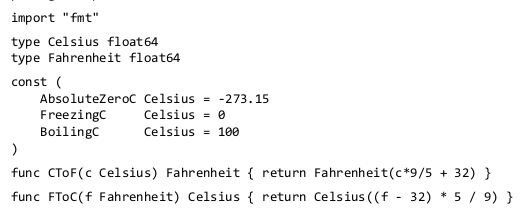 import "fmt"
type Celsius float64
type Fahrenheit float64
const (
    AbsoluteZeroC Celsius = -273.15
    FreezingC     Celsius = 0
    BoilingC      Celsius = 100
)
func CToF(c Celsius) Fahrenheit { return Fahrenheit(c*9/5 + 32) }
func FToC(f Fahrenheit) Celsius { return Celsius((f - 32) * 5 / 9) }